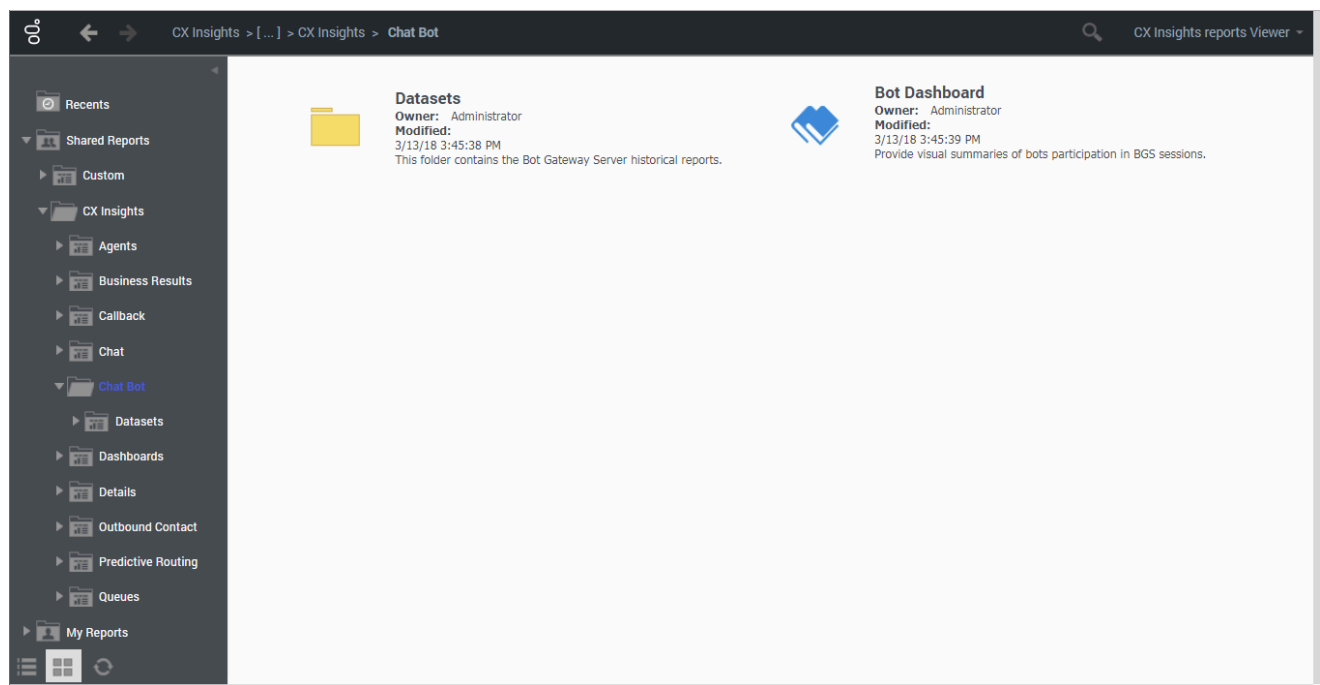 CX Insights > [ ... ] > CX Insights > Chat Bot
CX Insights reports Viewer
Recents
Shared Reports
Custom
CX Insights
Agents
Business Results
Callback
Chat
Chat Bot
Datasets
Dashboards
Details
Outbound Contact
Predictive Routing
Queues
My Reports
Datasets
Owner: Administrator
Modified:
3/13/18 3:45:38 PM
This folder contains the Bot Gateway Server historical reports.
Bot Dashboard
Owner: Administrator
Modified:
3/13/18 3:45:39 PM
Provide visual summaries of bots participation in BGS sessions.